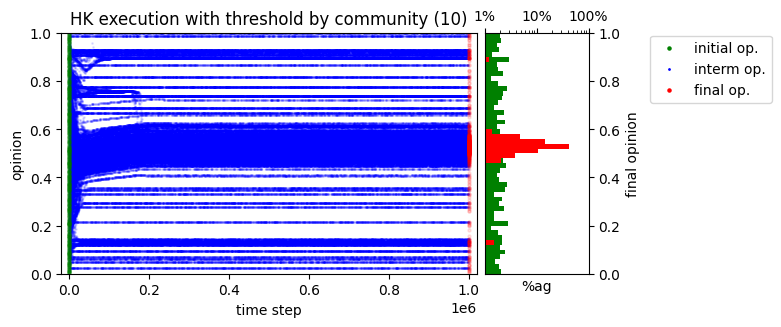 HK execution with threshold by community (10)
1% 10% 100%
1.0
0.8
0.6
0.4
0.2
0.0
opinion
0.0 0.2 0.4 0.6 0.8 1.0
1e6
time step
%ag
1.0
0.8
0.6
0.4
0.2
0.0
final opinion
initial op.
interm op.
final op.